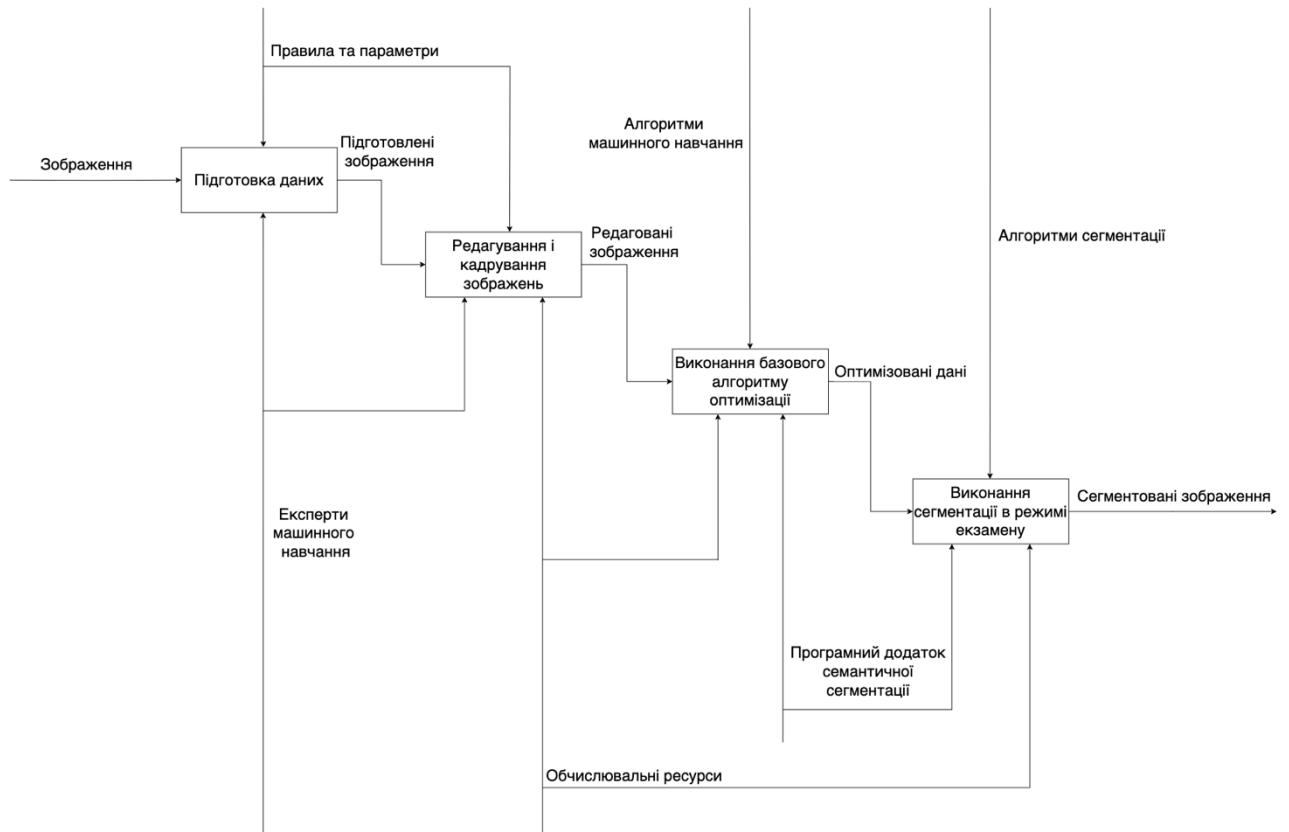 Правила та параметри
Зображення
Підготовка даних
Підготовлені
зображення
Алгоритми
машинного навчання
Редагування і
кадрування
зображень
Редаговані
зображення
Алгоритми сегментації
Виконання базового
алгоритму
оптимізації
Оптимізовані дані
Експерти
машинного
навчання
Виконання
сегментації в режимі
екзамену
Сегментовані зображення
Програмний додаток
семантичної
сегментації
Обчислювальні ресурси